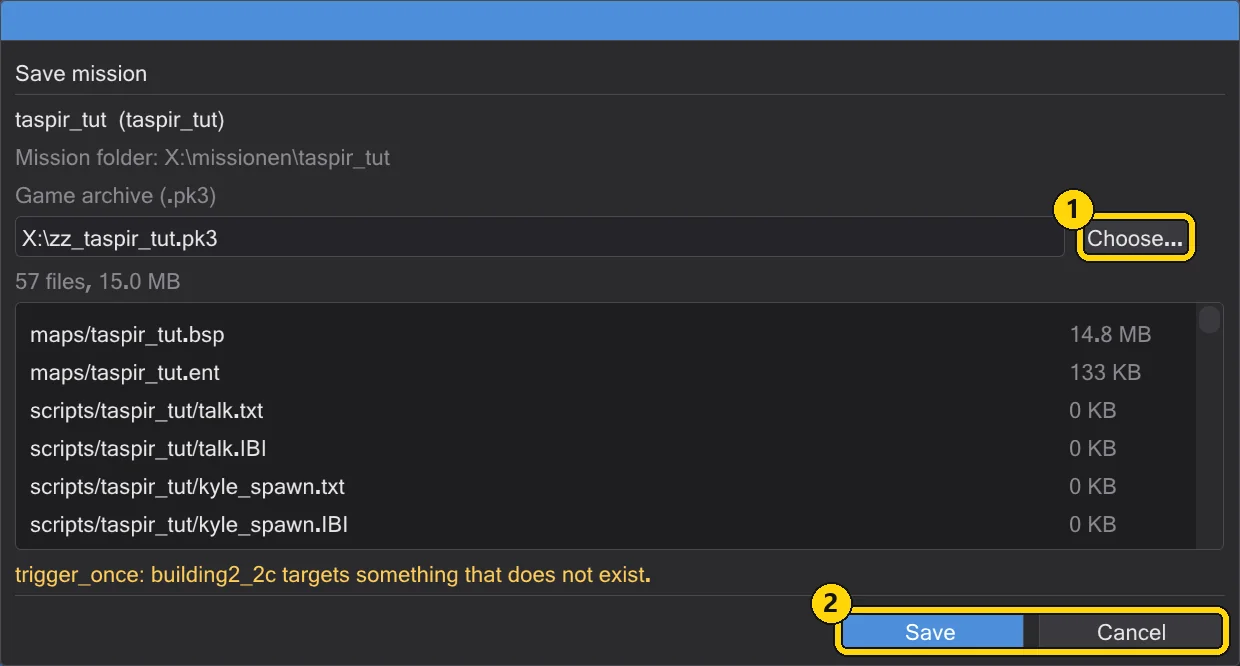 Save mission
taspir_tut (taspir_tut)
Mission folder: X:\missionen\taspir_tut
Game archive (.pk3)
1
X:\zz_taspir_tut.pk3
Choose...
57 files, 15.0 MB
maps/taspir_tut.bsp 14.8 MB
maps/taspir_tut.ent 133 KB
scripts/taspir_tut/talk.txt 0 KB
scripts/taspir_tut/talk.IBI 0 KB
scripts/taspir_tut/kyle_spawn.txt 0 KB
scripts/taspir_tut/kyle_spawn.IBI 0 KB
trigger_once: building2_2c targets something that does not exist.
2
Save
Cancel